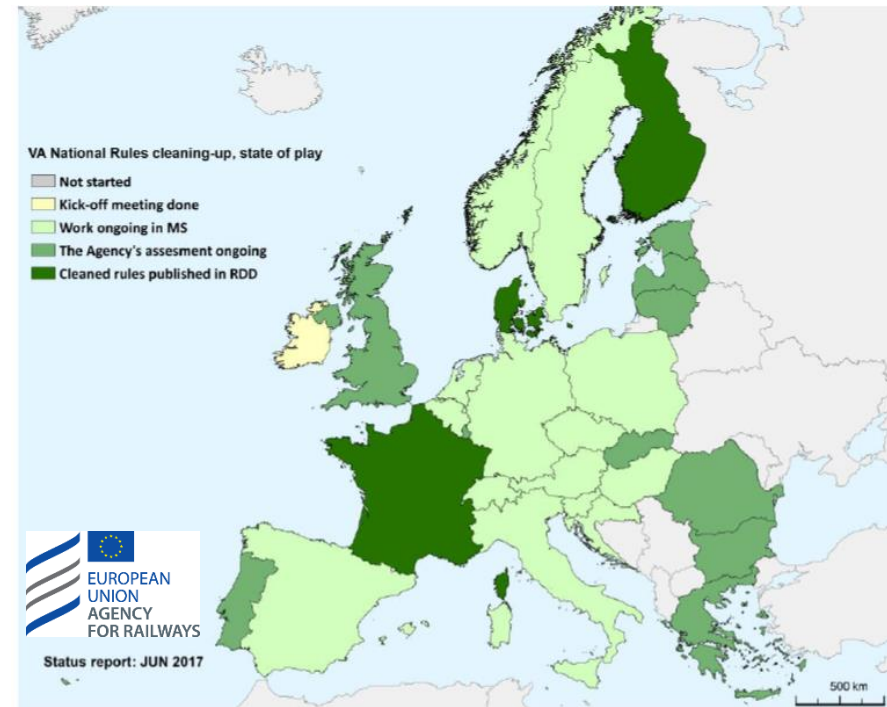 VA National Rules cleaning-up, state of play
Not started
Kick-off meeting done
Work ongoing in MS
The Agency's assesment ongoing
Cleaned rules published in RDD
EUROPEAN
UNION
AGENCY
FOR RAILWAYS
Status report: JUN 2017
500 km